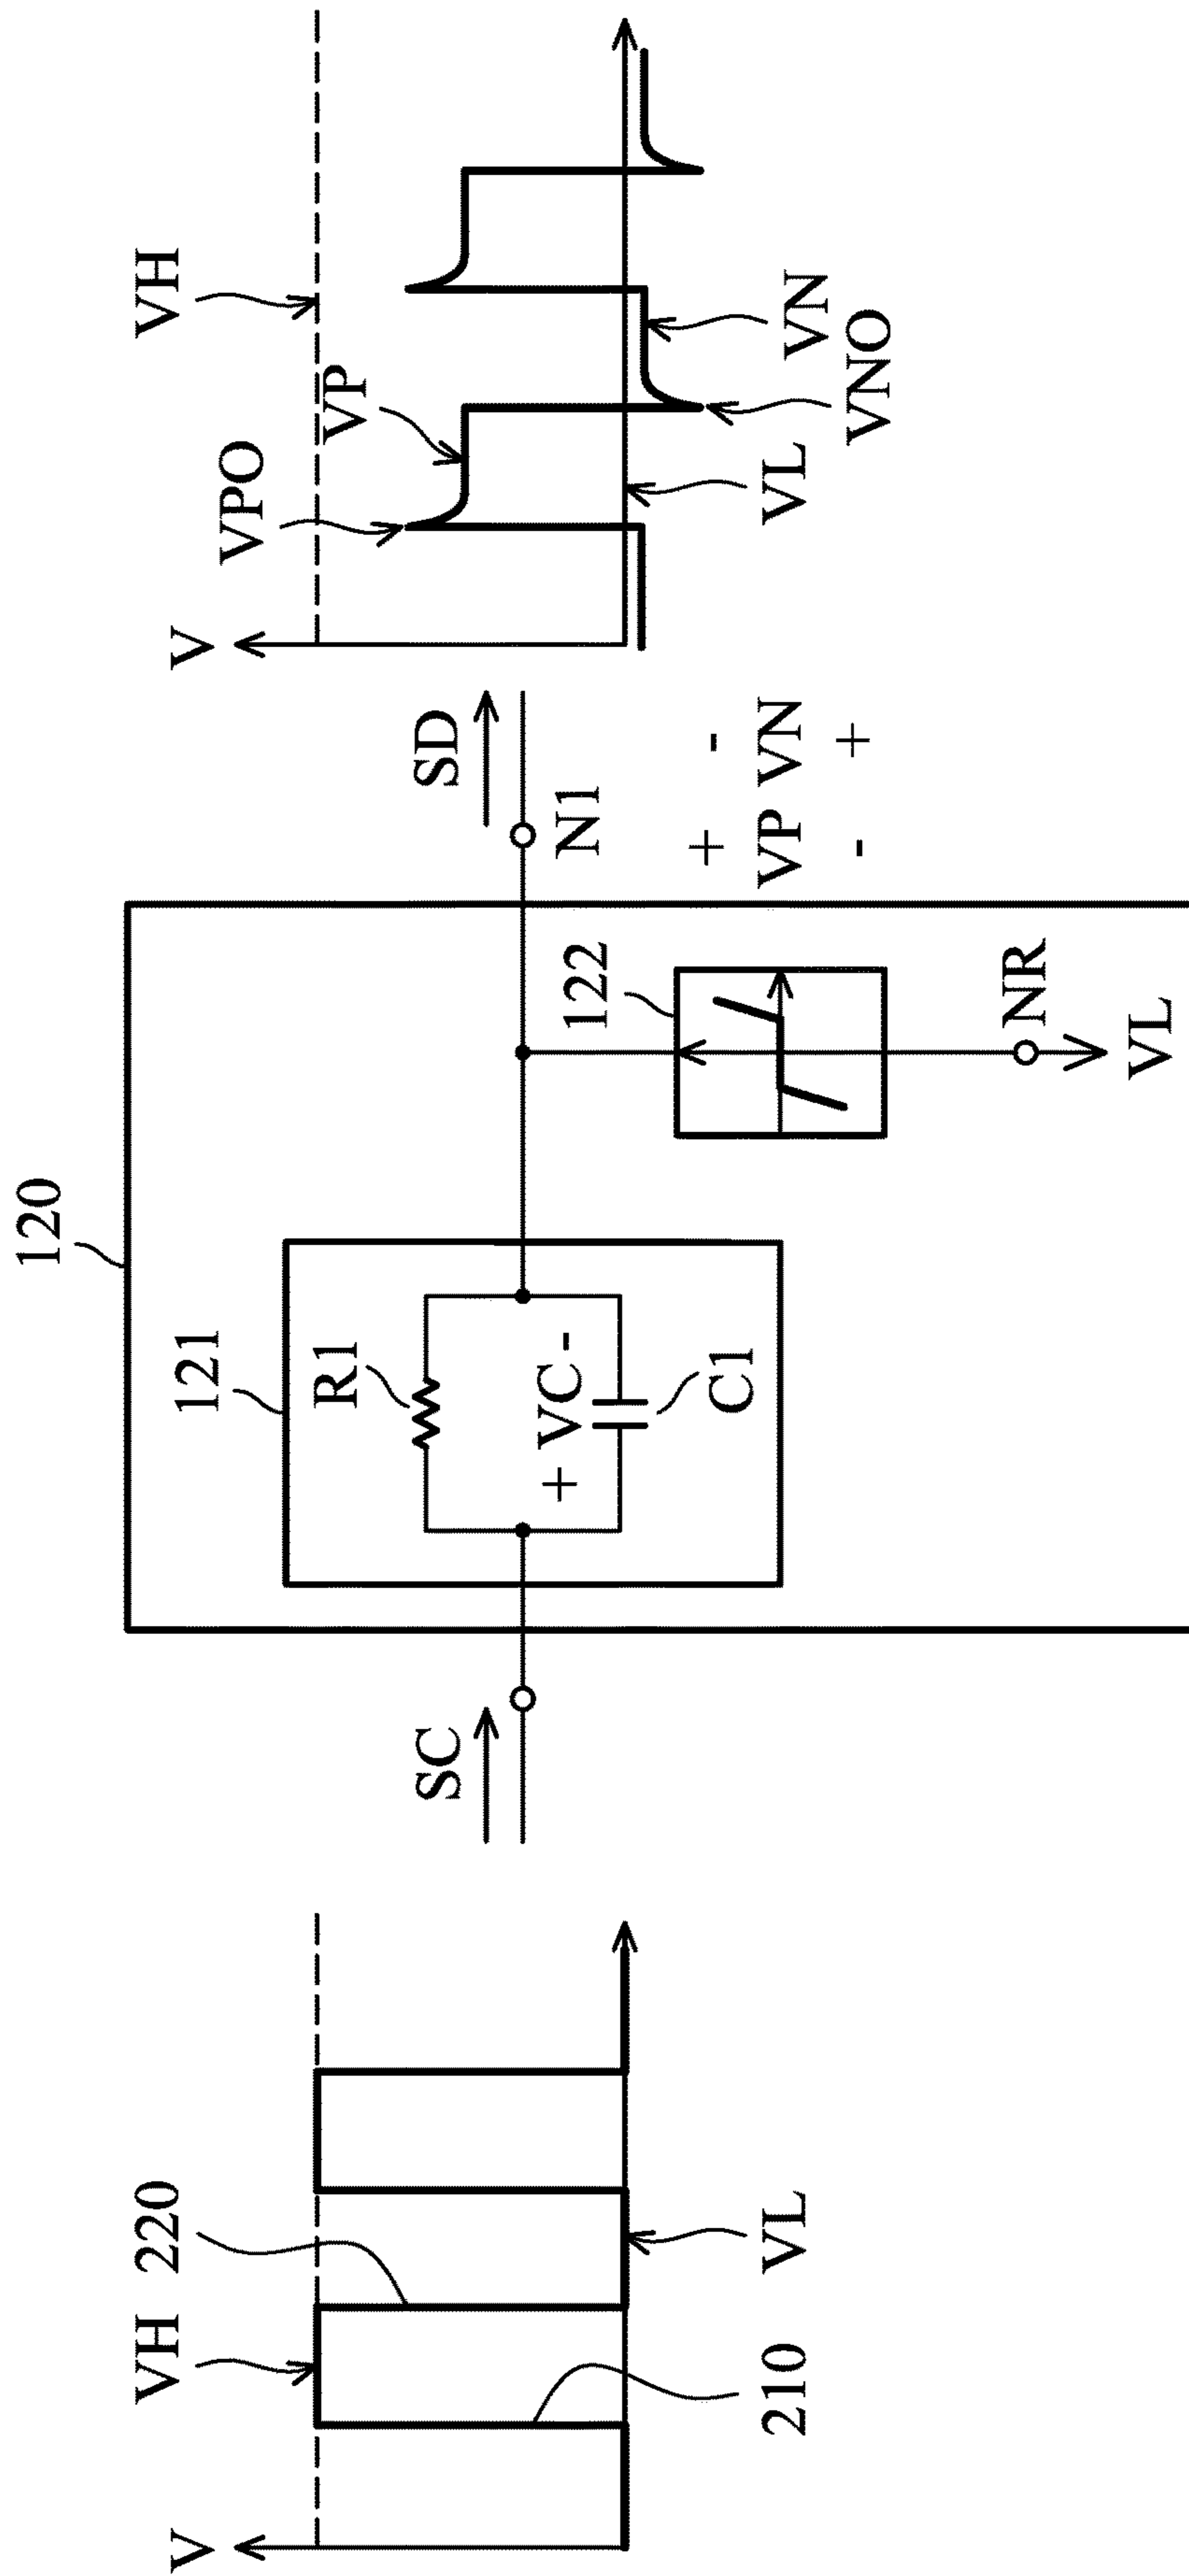 V
VH
220
210
VL
SC
120
121
R1
+ VC -
C1
122
NR
VL
SD
N1
+ -
VP VN
- +
V
VPO
VP
VH
VL
VNO
VN